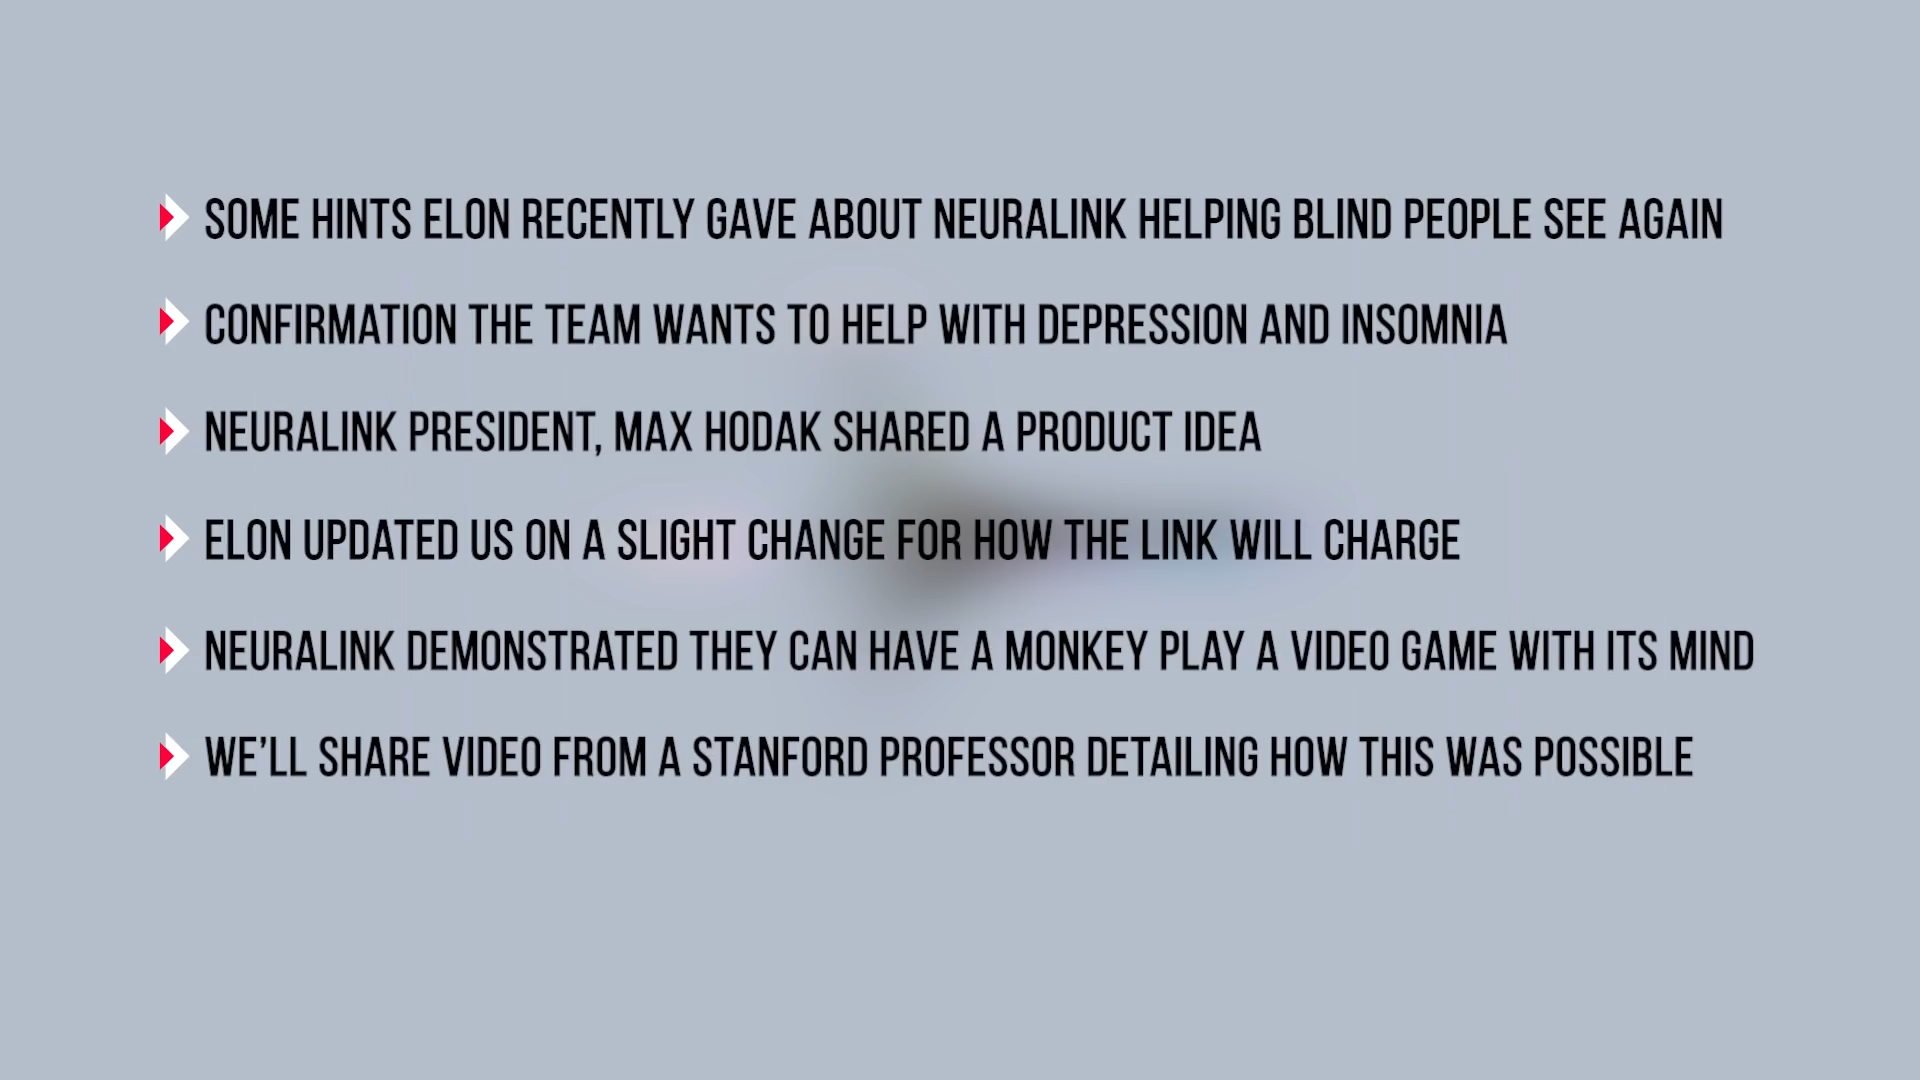 SOME HINTS ELON RECENTLY GAVE ABOUT NEURALINK HELPING BLIND PEOPLE SEE AGAIN
CONFIRMATION THE TEAM WANTS TO HELP WITH DEPRESSION AND INSOMNIA
NEURALINK PRESIDENT, MAX HODAK SHARED A PRODUCT IDEA
ELON UPDATED US ON A SLIGHT CHANGE FOR HOW THE LINK WILL CHARGE
NEURALINK DEMONSTRATED THEY CAN HAVE A MONKEY PLAY A VIDEO GAME WITH ITS MIND
WE’LL SHARE VIDEO FROM A STANFORD PROFESSOR DETAILING HOW THIS WAS POSSIBLE